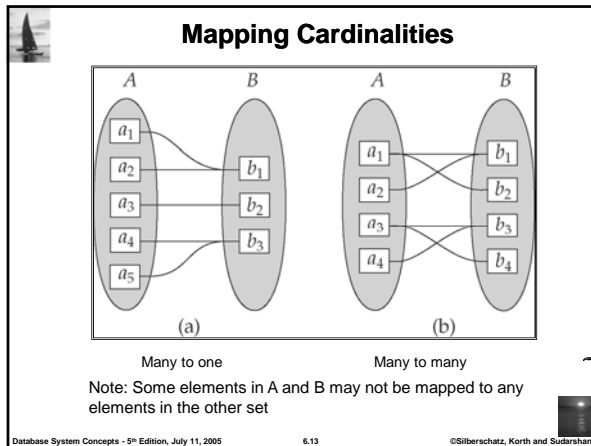 Mapping Cardinalities
A B A B
a1
a2
a3
a4
a5
b1
b2
b3
a1
a2
a3
a4
b1
b2
b3
b4
(a) (b)
Many to one Many to many
Note: Some elements in A and B may not be mapped to any
elements in the other set
Database System Concepts - 5th Edition, July 11, 2005 6.13 ©Silberschatz, Korth and Sudarshan